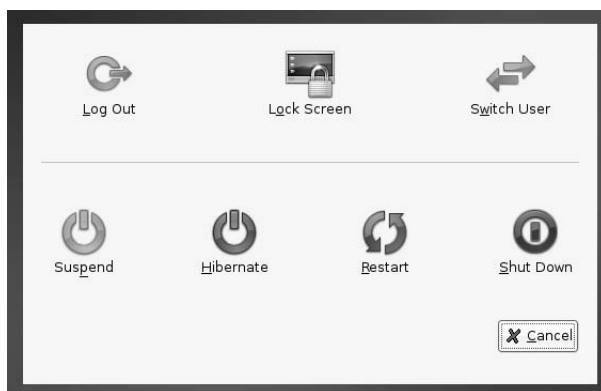 Log Out
Lock Screen
Switch User
Suspend
Hibernate
Restart
Shut Down
Cancel